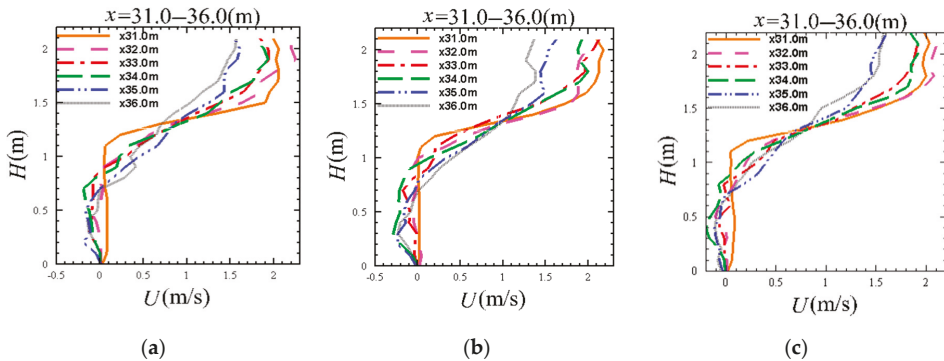 x=31.0–36.0(m)
x31.0m
x32.0m
x33.0m
x34.0m
x35.0m
x36.0m
H(m)
2
1.5
1
0.5
0
-0.5 0 0.5 1 1.5 2
U(m/s)
(a)
x=31.0–36.0(m)
x31.0m
x32.0m
x33.0m
x34.0m
x35.0m
x36.0m
H(m)
2
1.5
1
0.5
0
-0.5 0 0.5 1 1.5 2
U(m/s)
(b)
x=31.0–36.0(m)
x31.0m
x32.0m
x33.0m
x34.0m
x35.0m
x36.0m
H(m)
2
1.5
1
0.5
0
0 0.5 1 1.5 2
U(m/s)
(c)